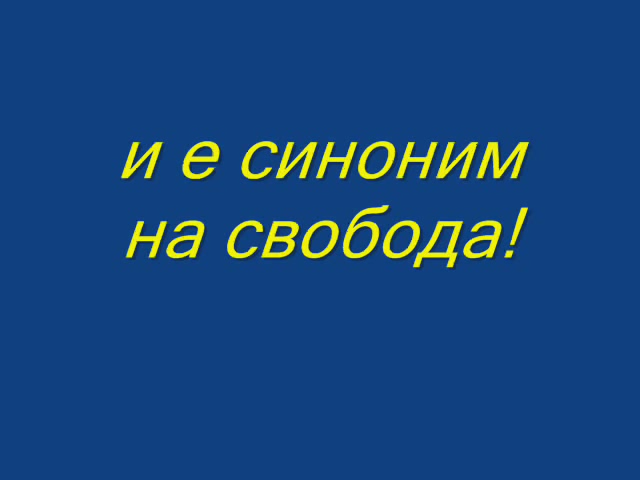 и е синоним
на свобода!